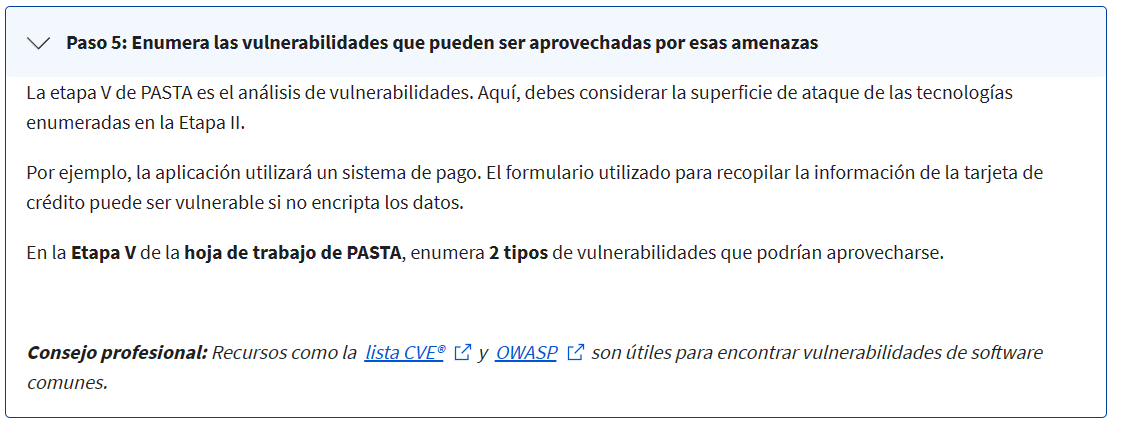 Paso 5: Enumera las vulnerabilidades que pueden ser aprovechadas por esas amenazas
La etapa V de PASTA es el análisis de vulnerabilidades. Aquí, debes considerar la superficie de ataque de las tecnologías
enumeradas en la Etapa II.
Por ejemplo, la aplicación utilizará un sistema de pago. El formulario utilizado para recopilar la información de la tarjeta de
crédito puede ser vulnerable si no encripta los datos.
En la Etapa V de la hoja de trabajo de PASTA, enumera 2 tipos de vulnerabilidades que podrían aprovecharse.
Consejo profesional: Recursos como la lista CVE® y OWASP son útiles para encontrar vulnerabilidades de software
comunes.